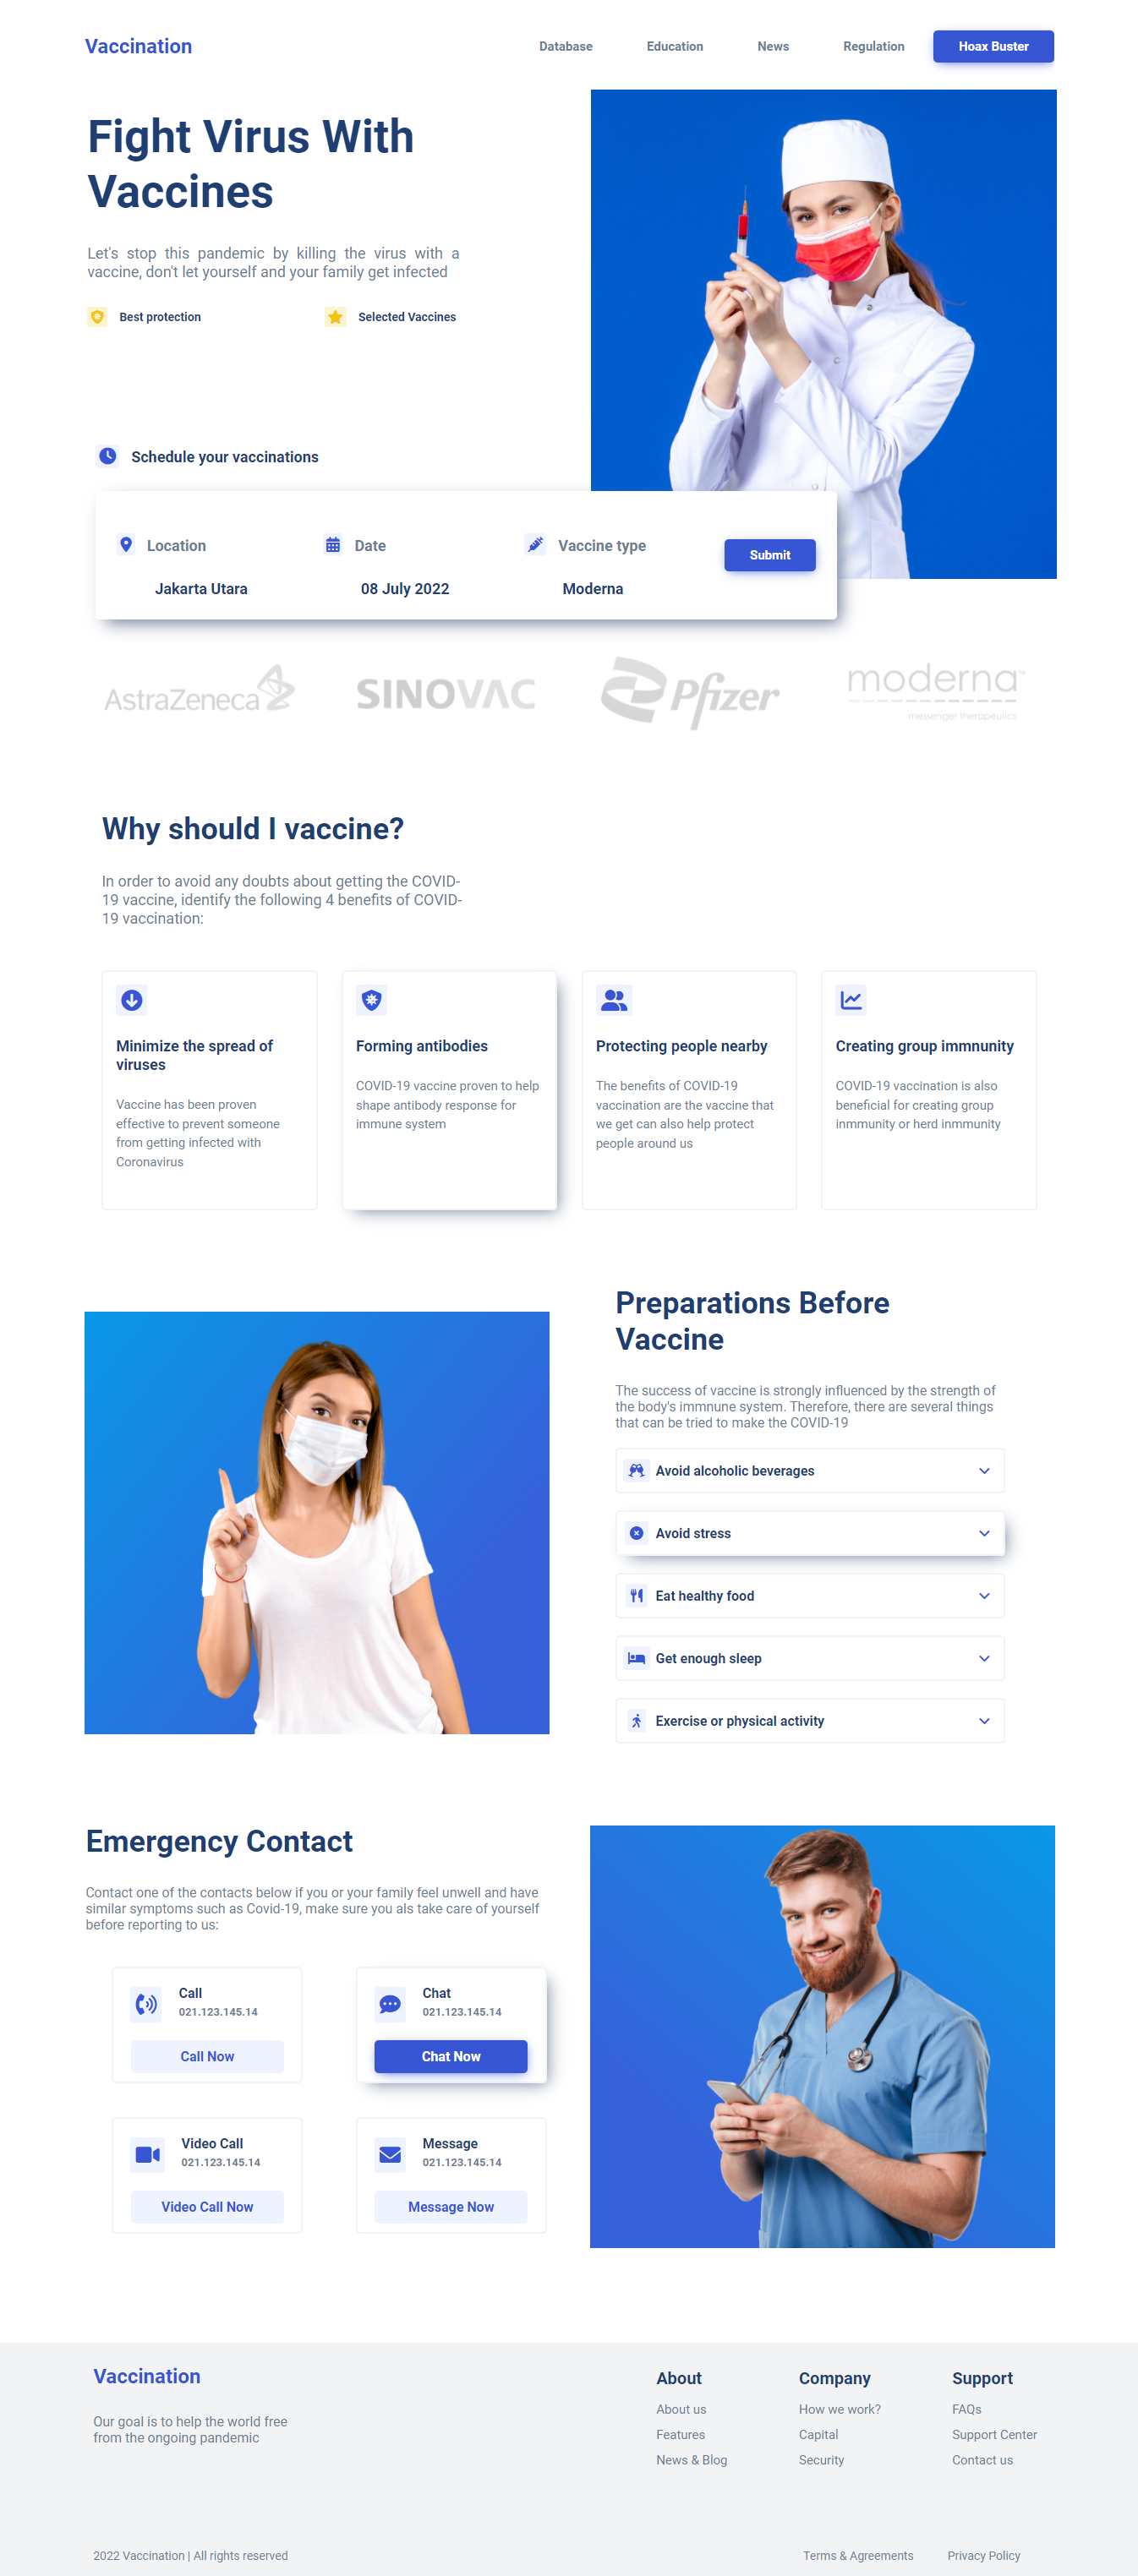 Vaccination
Database
Education
News
Regulation
Hoax Buster
Fight Virus With
Vaccines
Let's stop this pandemic by killing the virus with a
vaccine, don't let yourself and your family get infected
Best protection
Selected Vaccines
Schedule your vaccinations
Location
Date
Vaccine type
Submit
Jakarta Utara
08 July 2022
Moderna
AstraZeneca
SINOVAC
Pfizer
moderna™
messenger therapeutics
Why should I vaccine?
In order to avoid any doubts about getting the COVID-
19 vaccine, identify the following 4 benefits of COVID-
19 vaccination:
Minimize the spread of
viruses
Vaccine has been proven
effective to prevent someone
from getting infected with
Coronavirus
Forming antibodies
COVID-19 vaccine proven to help
shape antibody response for
immune system
Protecting people nearby
The benefits of COVID-19
vaccination are the vaccine that
we get can also help protect
people around us
Creating group immnunity
COVID-19 vaccination is also
beneficial for creating group
inmmunity or herd inmmunity
Preparations Before
Vaccine
The success of vaccine is strongly influenced by the strength of
the body's immnune system. Therefore, there are several things
that can be tried to make the COVID-19
Avoid alcoholic beverages
Avoid stress
Eat healthy food
Get enough sleep
Exercise or physical activity
Emergency Contact
Contact one of the contacts below if you or your family feel unwell and have
similar symptoms such as Covid-19, make sure you als take care of yourself
before reporting to us:
Call
021.123.145.14
Call Now
Chat
021.123.145.14
Chat Now
Video Call
021.123.145.14
Video Call Now
Message
021.123.145.14
Message Now
Vaccination
Our goal is to help the world free
from the ongoing pandemic
About
About us
Features
News & Blog
Company
How we work?
Capital
Security
Support
FAQs
Support Center
Contact us
2022 Vaccination | All rights reserved
Terms & Agreements
Privacy Policy